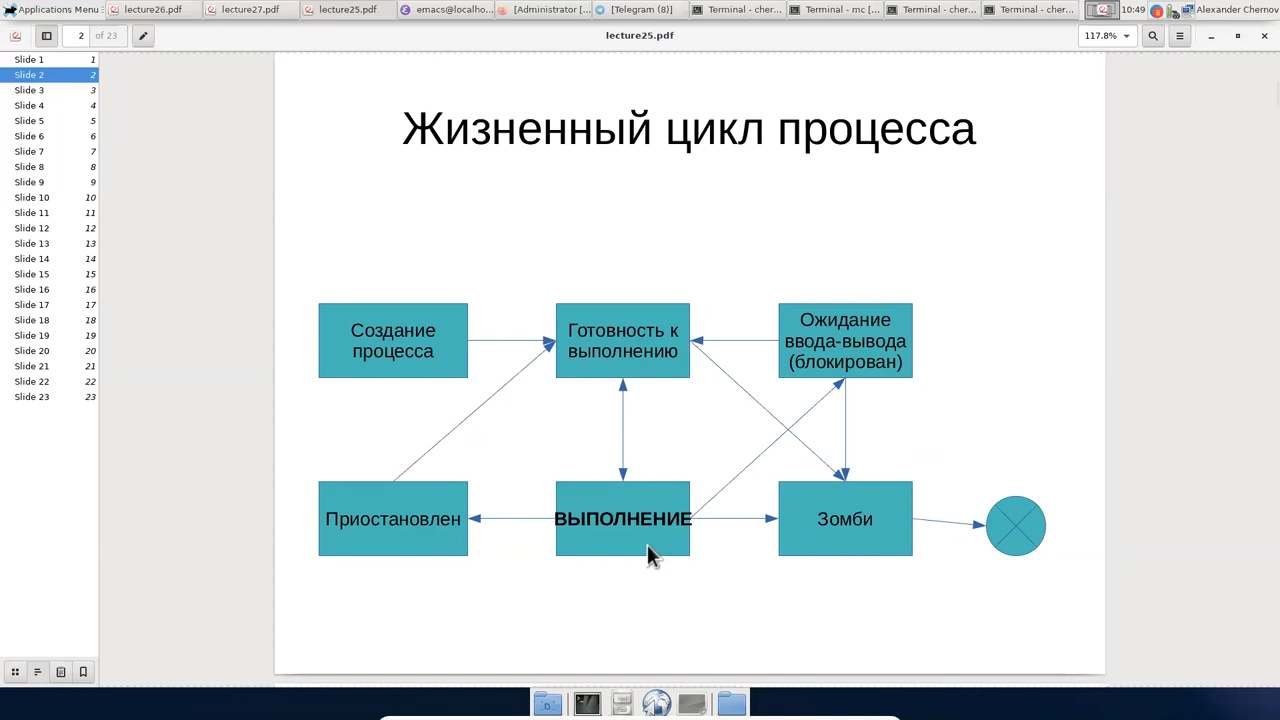 Applications Menu
lecture26.pdf
lecture27.pdf
lecture25.pdf
emacs@localho...
[Administrator [...
[Telegram (8)]
Terminal - cher...
Terminal - mc [...
Terminal - cher...
Terminal - cher...
10:49
Alexander Chernov
2
of 23
lecture25.pdf
117.8%
Slide 1 1
Slide 2 2
Slide 3 3
Slide 4 4
Slide 5 5
Slide 6 6
Slide 7 7
Slide 8 8
Slide 9 9
Slide 10 10
Slide 11 11
Slide 12 12
Slide 13 13
Slide 14 14
Slide 15 15
Slide 16 16
Slide 17 17
Slide 18 18
Slide 19 19
Slide 20 20
Slide 21 21
Slide 22 22
Slide 23 23
Жизненный цикл процесса
Создание
процесса
Готовность к
выполнению
Ожидание
ввода-вывода
(блокирован)
Приостановлен
ВЫПОЛНЕНИЕ
Зомби